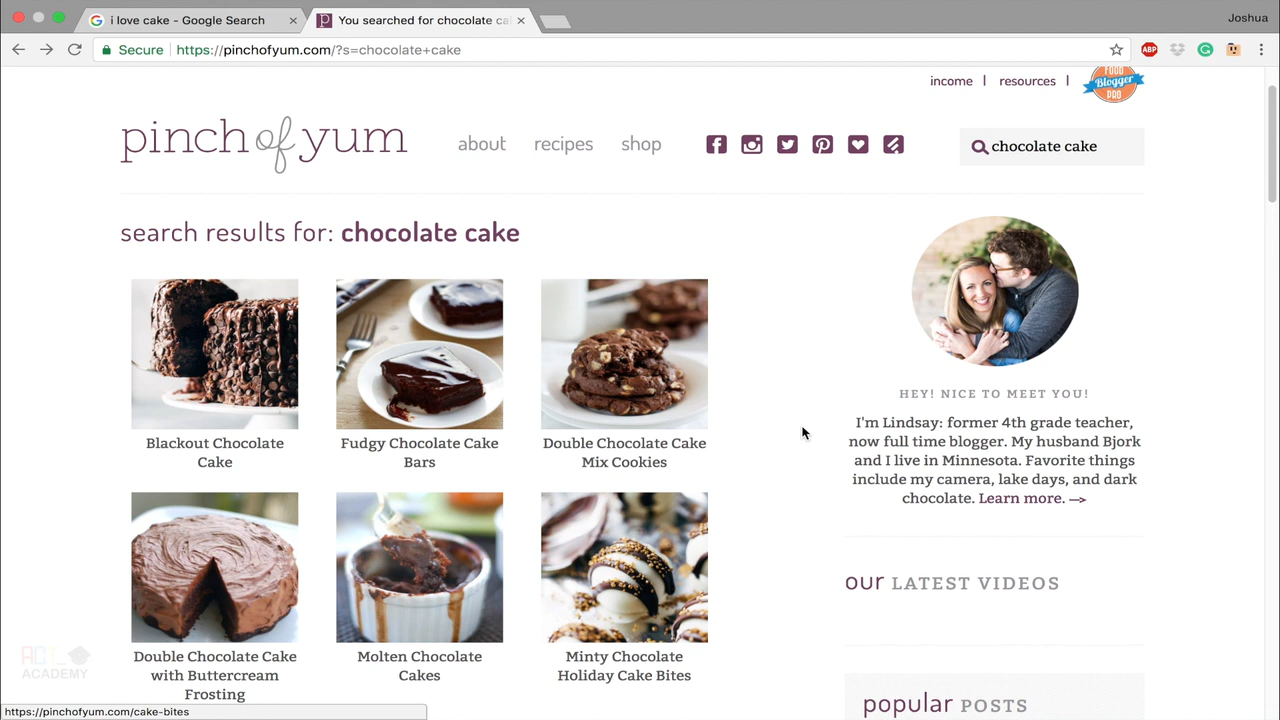 i love cake - Google Search
You searched for chocolate ca
Joshua
Secure https://pinchofyum.com/?s=chocolate+cake
ABP
income | resources |
FOOD
Blogger
PRO
pinch of yum
about recipes shop
chocolate cake
search results for: chocolate cake
HEY! NICE TO MEET YOU!
I'm Lindsay: former 4th grade teacher,
now full time blogger. My husband Bjork
and I live in Minnesota. Favorite things
include my camera, lake days, and dark
chocolate. Learn more. —>
Blackout Chocolate
Cake
Fudgy Chocolate Cake
Bars
Double Chocolate Cake
Mix Cookies
our LATEST VIDEOS
Double Chocolate Cake
with Buttercream
Frosting
Molten Chocolate
Cakes
Minty Chocolate
Holiday Cake Bites
popular POSTS
ACADEMY
https://pinchofyum.com/cake-bites